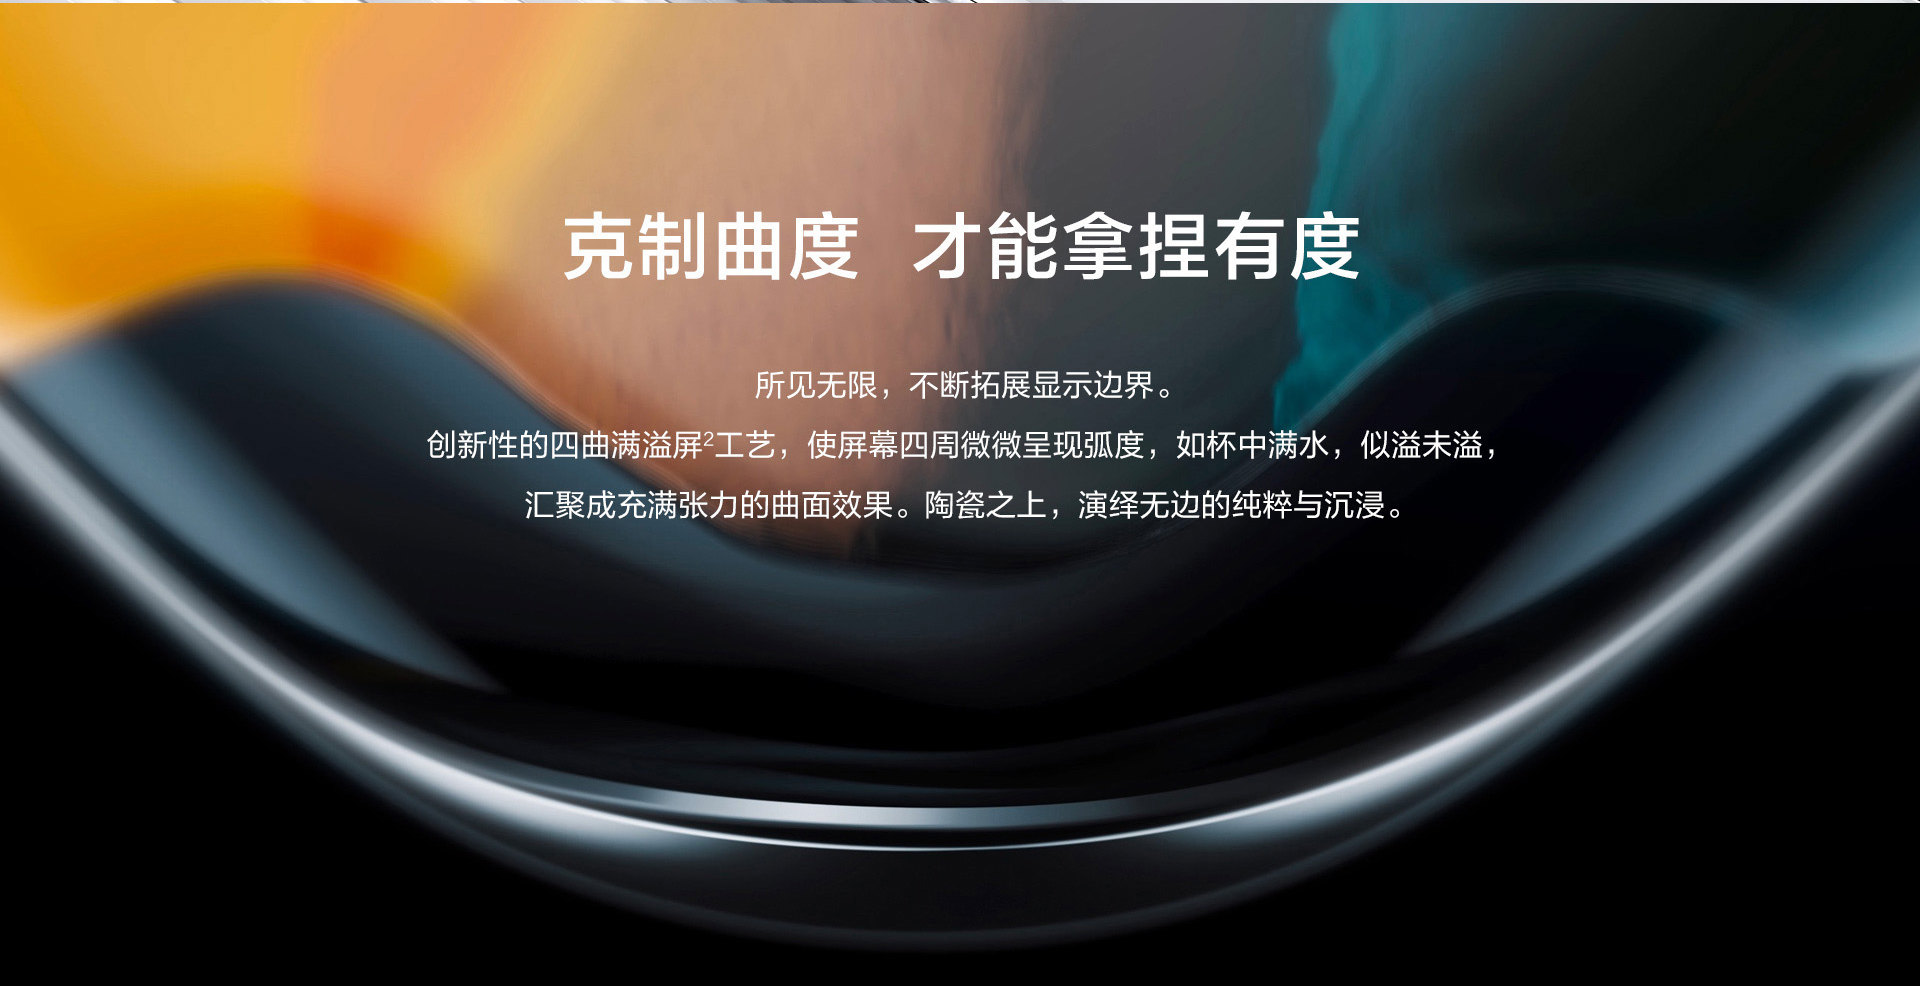 克制曲度 才能拿捏有度
所见无限，不断拓展显示边界。
创新性的四曲满溢屏²工艺，使屏幕四周微微呈现弧度，如杯中满水，似溢未溢，
汇聚成充满张力的曲面效果。陶瓷之上，演绎无边的纯粹与沉浸。